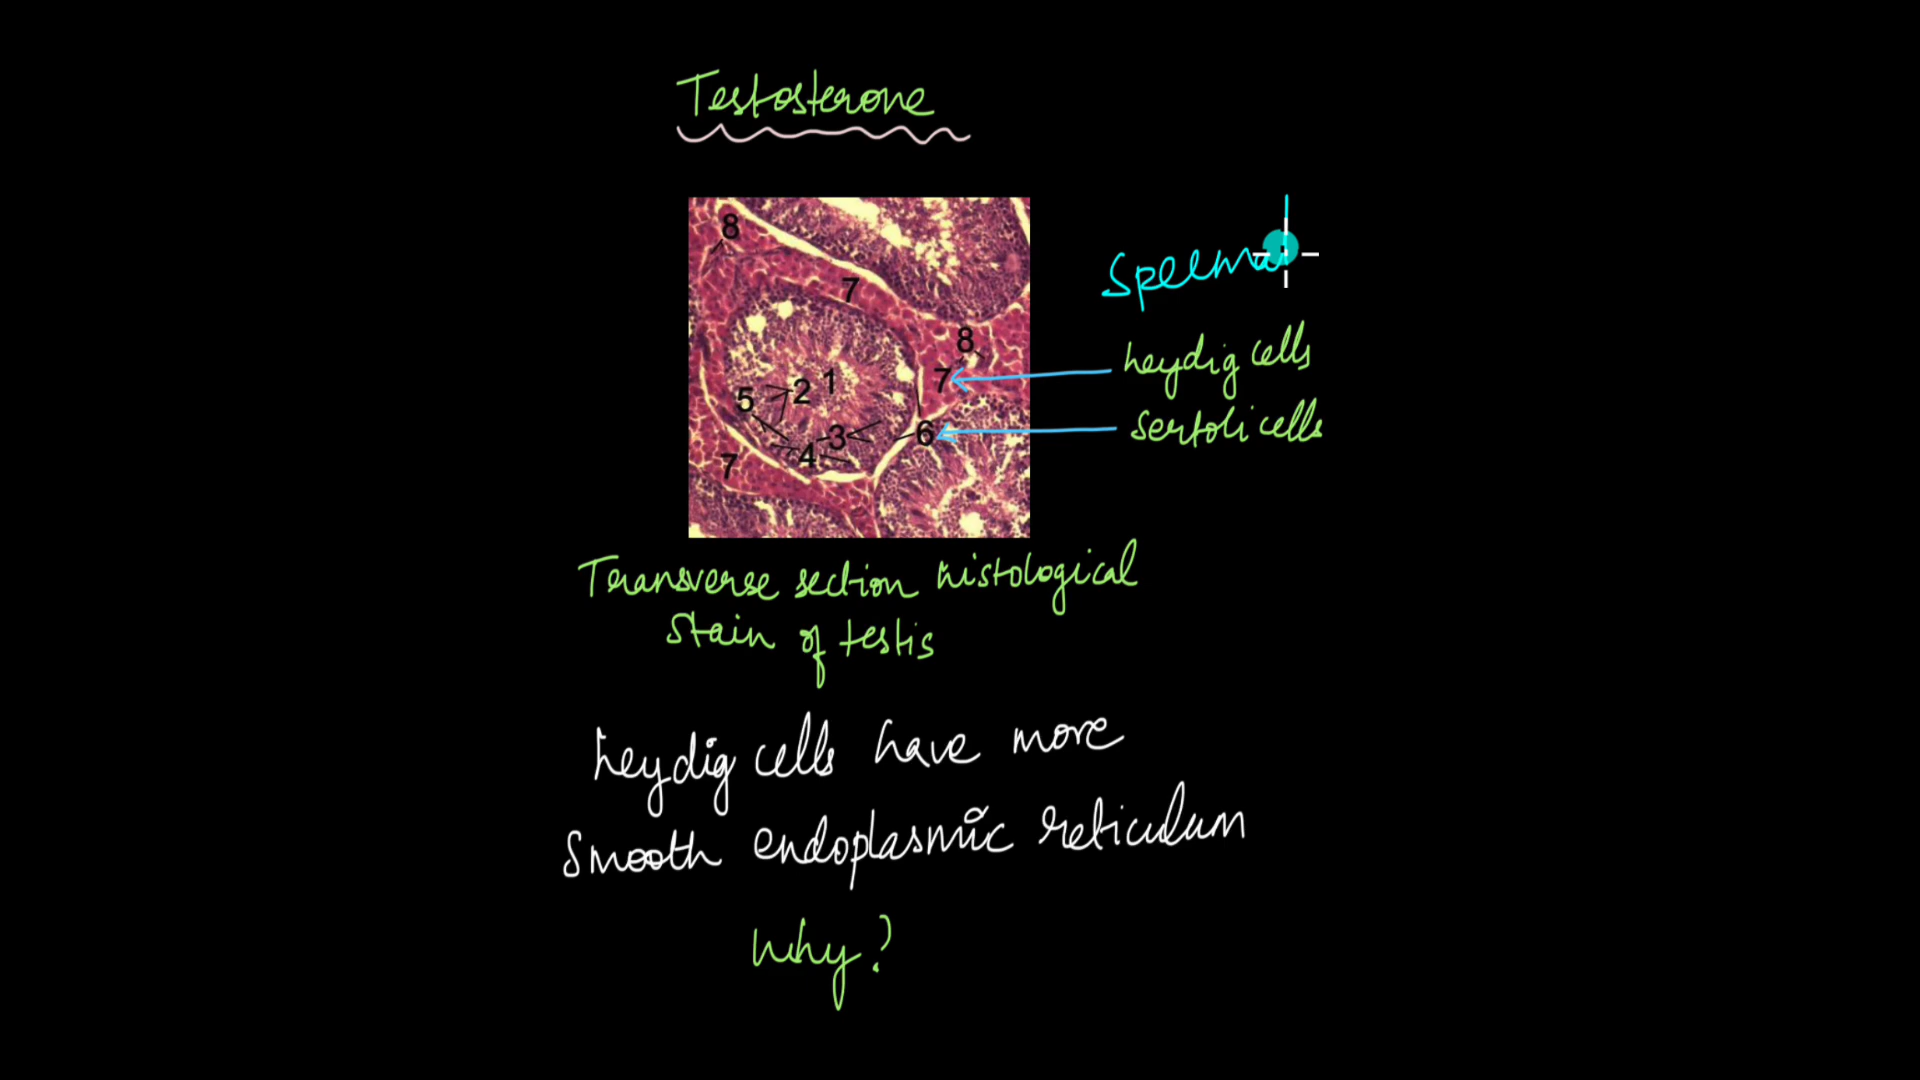 Testosterone
8
7
8
7
1
2
5
3
6
4
7
Leydig cells
Sertoli cells
Transverse section histological
stain of testis
Leydig cells have more
Smooth endoplasmic reticulum
Why?